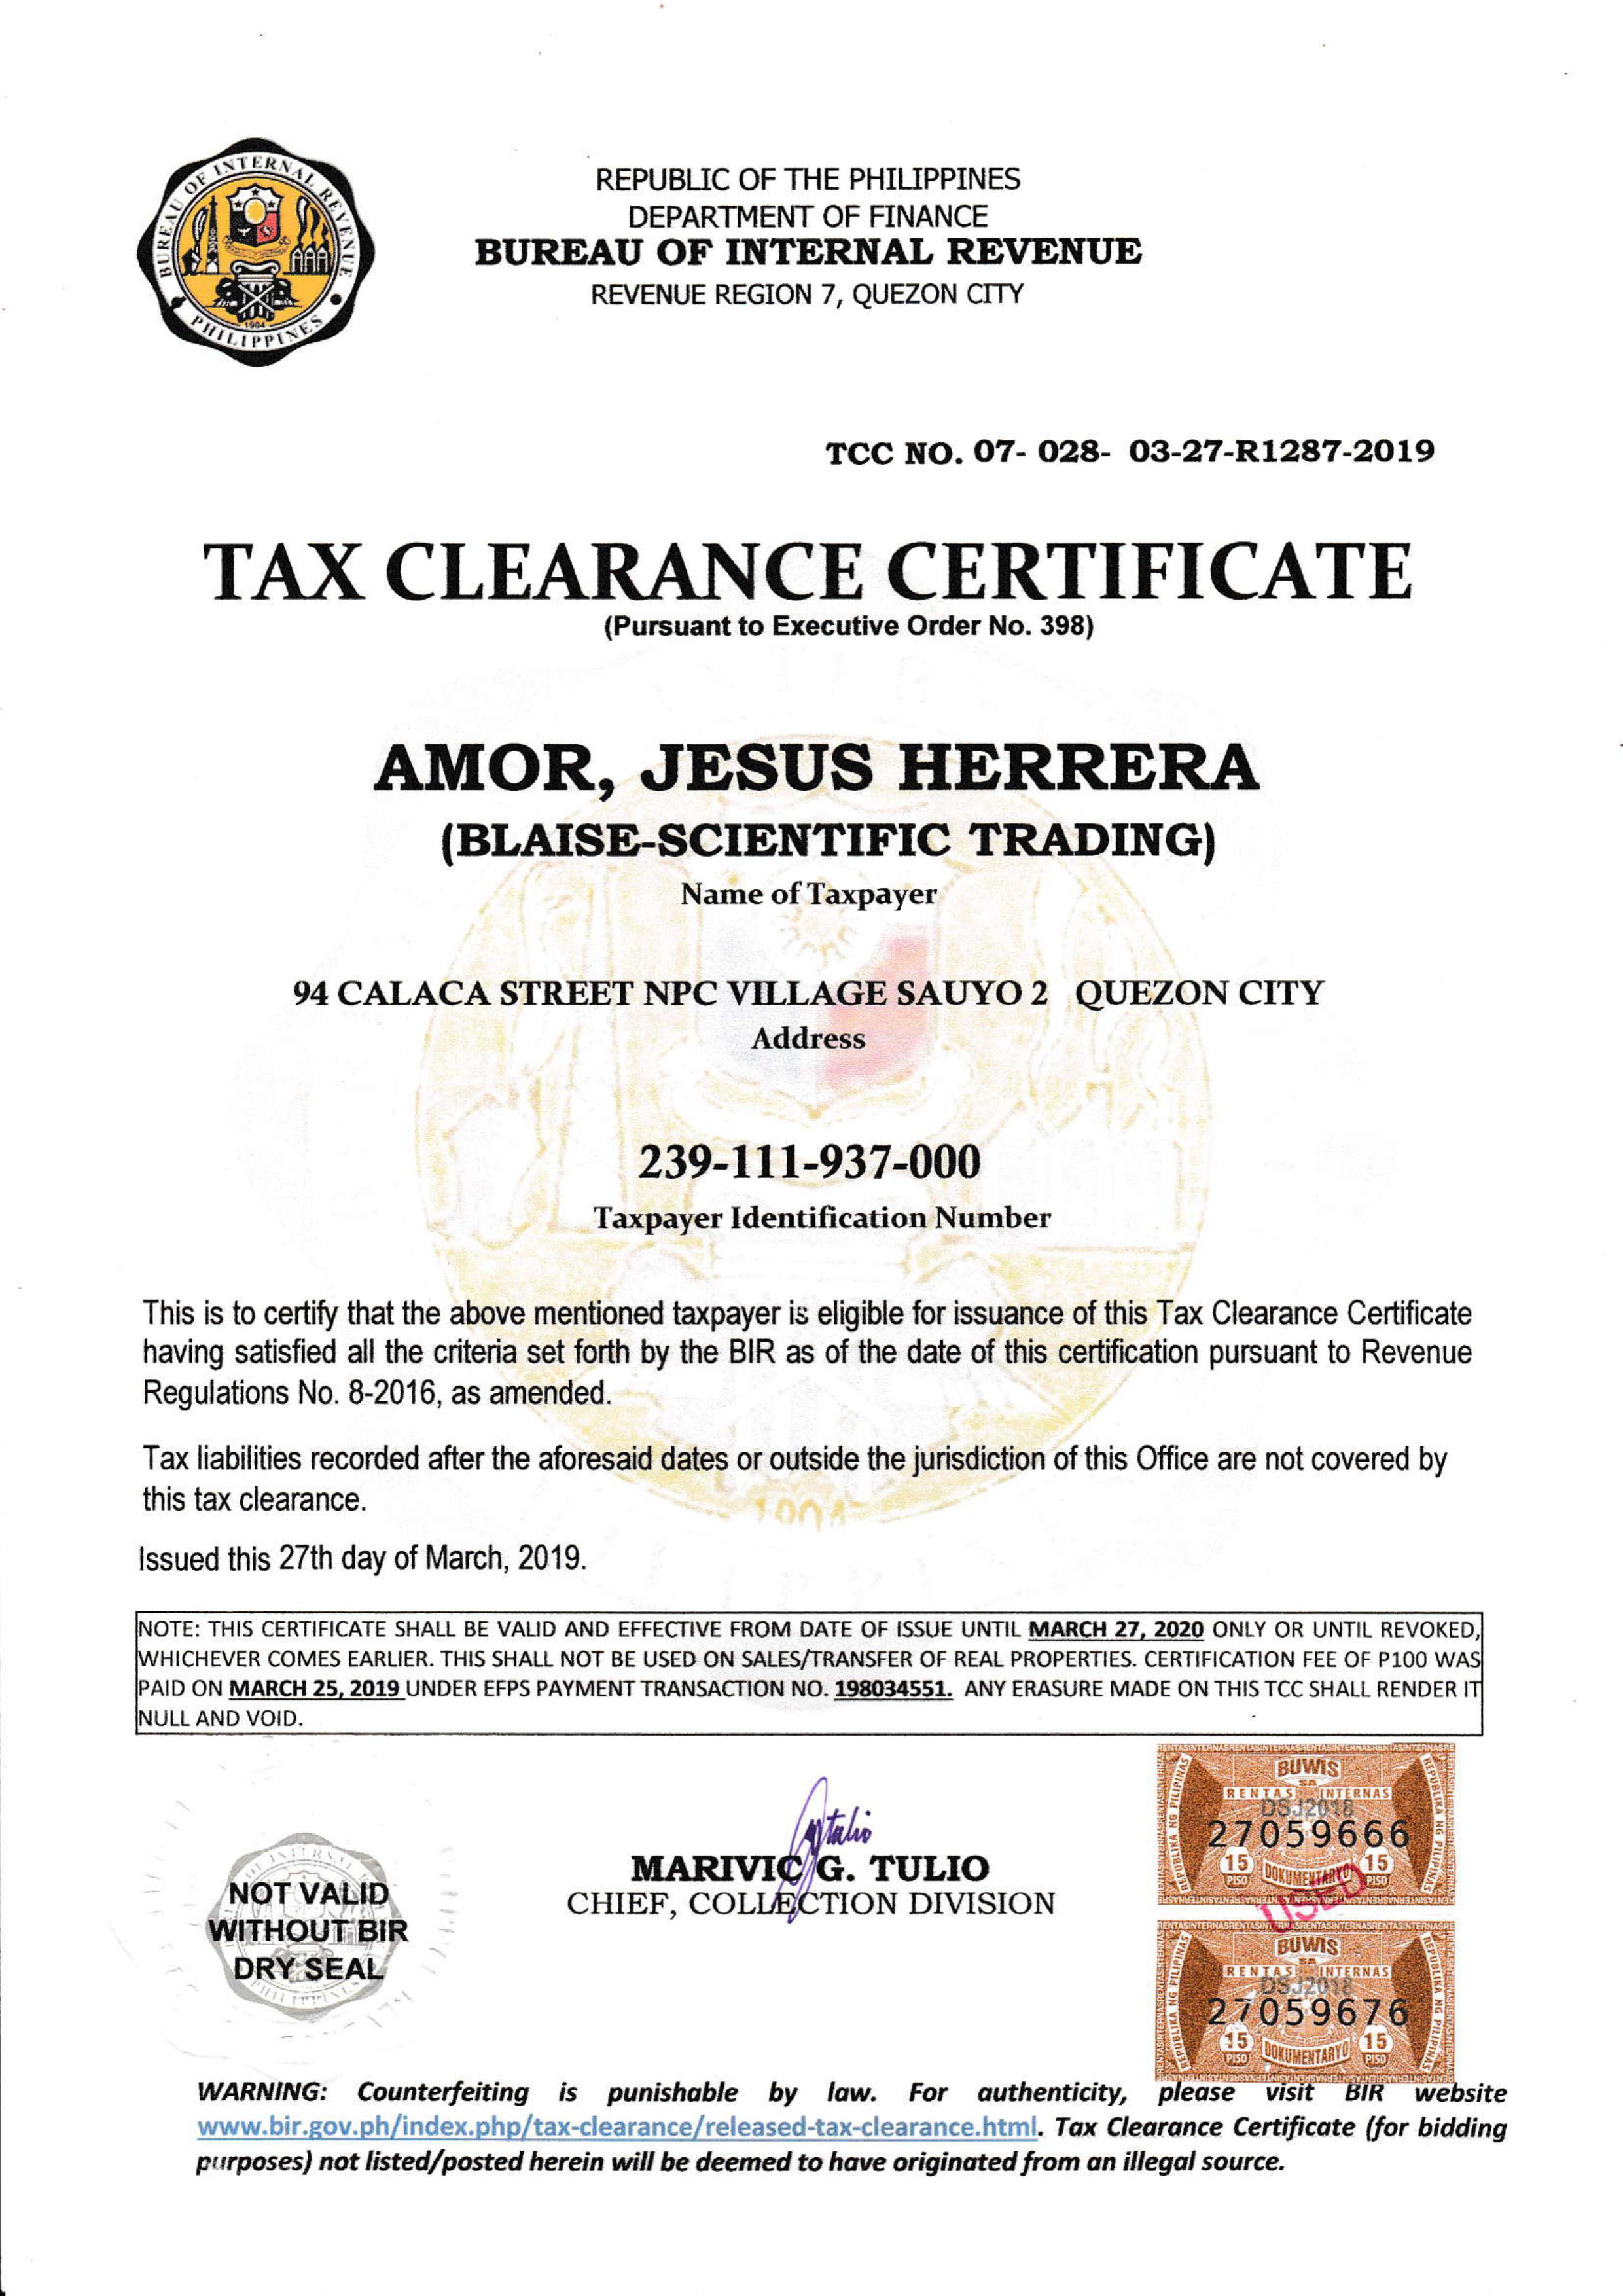 BUREAU OF INTERNAL REVENUE
PHILIPPINES
1904
REPUBLIC OF THE PHILIPPINES
DEPARTMENT OF FINANCE
BUREAU OF INTERNAL REVENUE
REVENUE REGION 7, QUEZON CITY
TCC NO. 07- 028- 03-27-R1287-2019
TAX CLEARANCE CERTIFICATE
(Pursuant to Executive Order No. 398)
AMOR, JESUS HERRERA
(BLAISE-SCIENTIFIC TRADING)
Name of Taxpayer
94 CALACA STREET NPC VILLAGE SAUYO 2 QUEZON CITY
Address
239-111-937-000
Taxpayer Identification Number
This is to certify that the above mentioned taxpayer is eligible for issuance of this Tax Clearance Certificate
having satisfied all the criteria set forth by the BIR as of the date of this certification pursuant to Revenue
Regulations No. 8-2016, as amended.
Tax liabilities recorded after the aforesaid dates or outside the jurisdiction of this Office are not covered by
this tax clearance.
1904
Issued this 27th day of March, 2019.
NOTE: THIS CERTIFICATE SHALL BE VALID AND EFFECTIVE FROM DATE OF ISSUE UNTIL MARCH 27, 2020 ONLY OR UNTIL REVOKED,
WHICHEVER COMES EARLIER. THIS SHALL NOT BE USED ON SALES/TRANSFER OF REAL PROPERTIES. CERTIFICATION FEE OF P100 WAS
PAID ON MARCH 25, 2019 UNDER EFPS PAYMENT TRANSACTION NO. 198034551. ANY ERASURE MADE ON THIS TCC SHALL RENDER IT
NULL AND VOID.
NOT VALID
WITHOUT BIR
DRY SEAL
PHILIPPINES
MARIVIC G. TULIO
CHIEF, COLLECTION DIVISION
REPUBLIKA NG PILIPINAS
BUWIS
SA
RENTAS INTERNAS
DSJ2018
27059666
15 PISO
DOKUMENTARYO
15 PISO
REPUBLIKA NG PILIPINAS
USED
REPUBLIKA NG PILIPINAS
BUWIS
SA
RENTAS INTERNAS
DSJ2018
27059676
15 PISO
DOKUMENTARYO
15 PISO
REPUBLIKA NG PILIPINAS
WARNING: Counterfeiting is punishable by law. For authenticity, please visit BIR website
www.bir.gov.ph/index.php/tax-clearance/released-tax-clearance.html. Tax Clearance Certificate (for bidding
purposes) not listed/posted herein will be deemed to have originated from an illegal source.